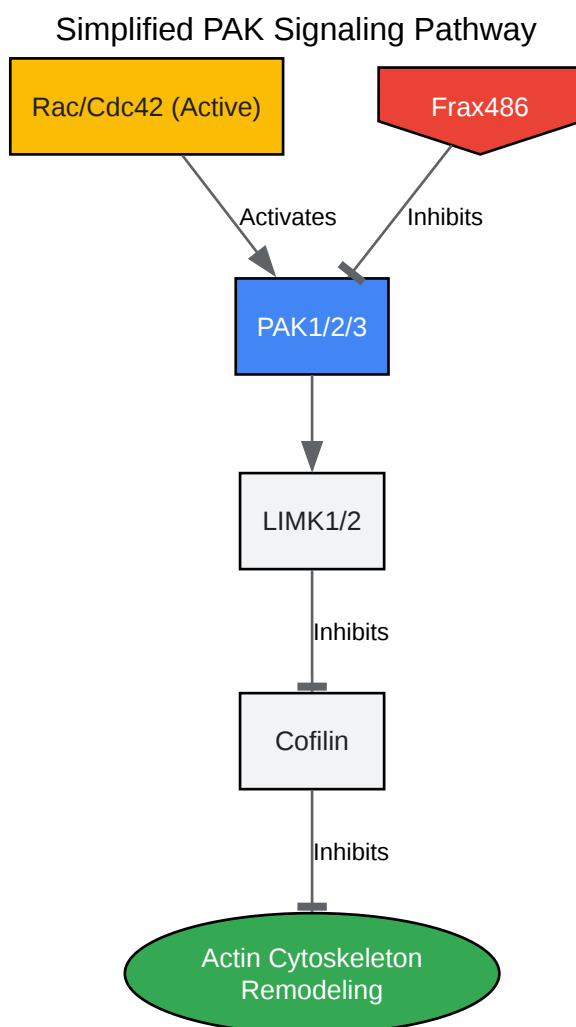 Simplified PAK Signaling Pathway
Rac/Cdc42 (Active)
Frax486
Activates
Inhibits
PAK1/2/3
LIMK1/2
Inhibits
Cofilin
Inhibits
Actin Cytoskeleton
Remodeling